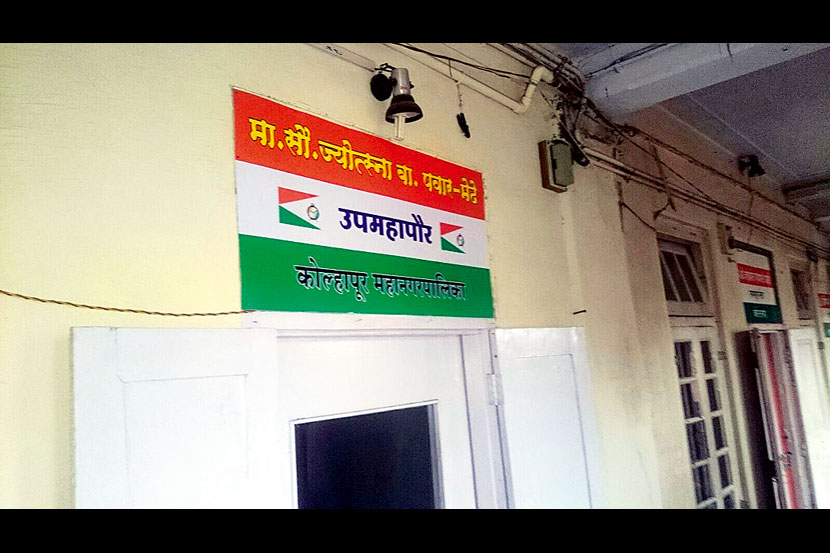 मा.सौ.ज्योत्स्ना वा. पवार-मेढे
उपमहापौर
कोल्हापूर महानगरपालिका